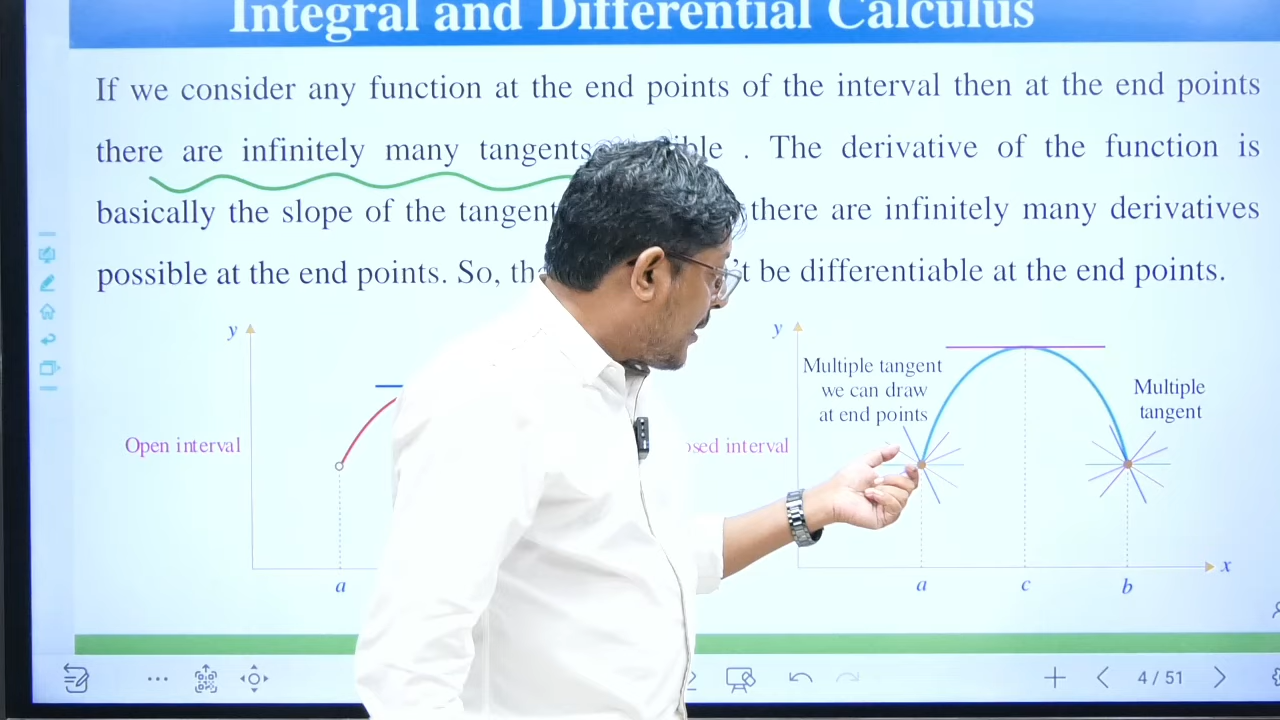 Integral and Differential Calculus
If we consider any function at the end points of the interval then at the end points
there are infinitely many tangents . The derivative of the function is
basically the slope of the tangent there are infinitely many derivatives
possible at the end points. So, be differentiable at the end points.
y
Open interval
a
y
Multiple tangent
we can draw
at end points
Multiple
tangent
interval
a
c
b
x
4 / 51